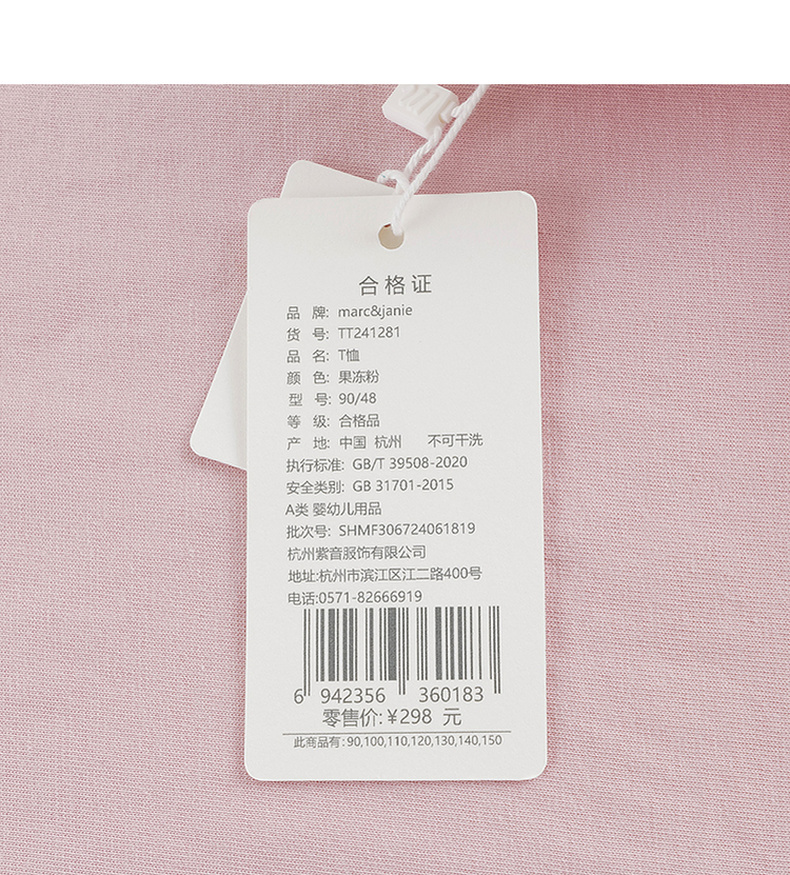 合格证
品 牌: marc&janie
货 号: TT241281
品 名: T恤
颜 色: 果冻粉
型 号: 90/48
等 级: 合格品
产 地: 中国 杭州 不可干洗
执行标准: GB/T 39508-2020
安全类别: GB 31701-2015
A类 婴幼儿用品
批次号: SHMF306724061819
杭州紫音服饰有限公司
地址:杭州市滨江区江二路400号
电话:0571-82666919
6 942356 360183
零售价:¥298 元
此商品有:90,100,110,120,130,140,150